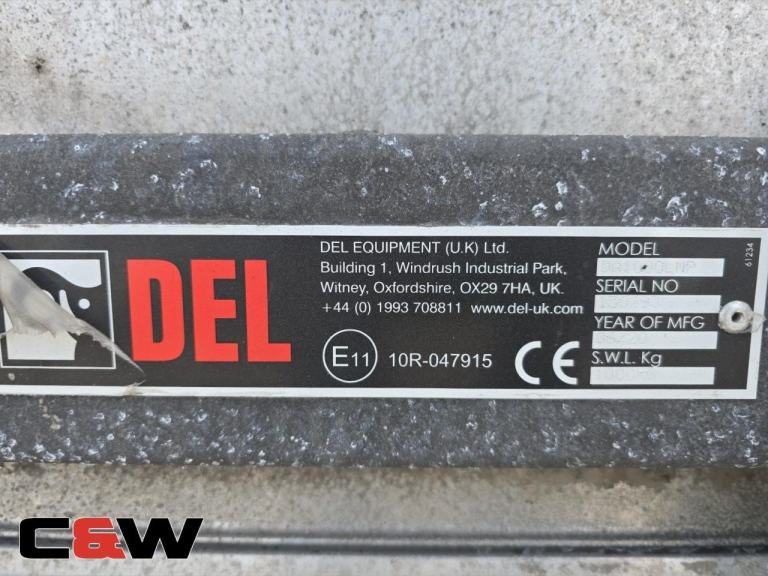 DEL
DEL EQUIPMENT (U.K) Ltd.
Building 1, Windrush Industrial Park,
Witney, Oxfordshire, OX29 7HA, UK.
+44 (0) 1993 708811 www.del-uk.com
E11 10R-047915
CE
MODEL
SERIAL NO
YEAR OF MFG
S.W.L. Kg
61234
C&W